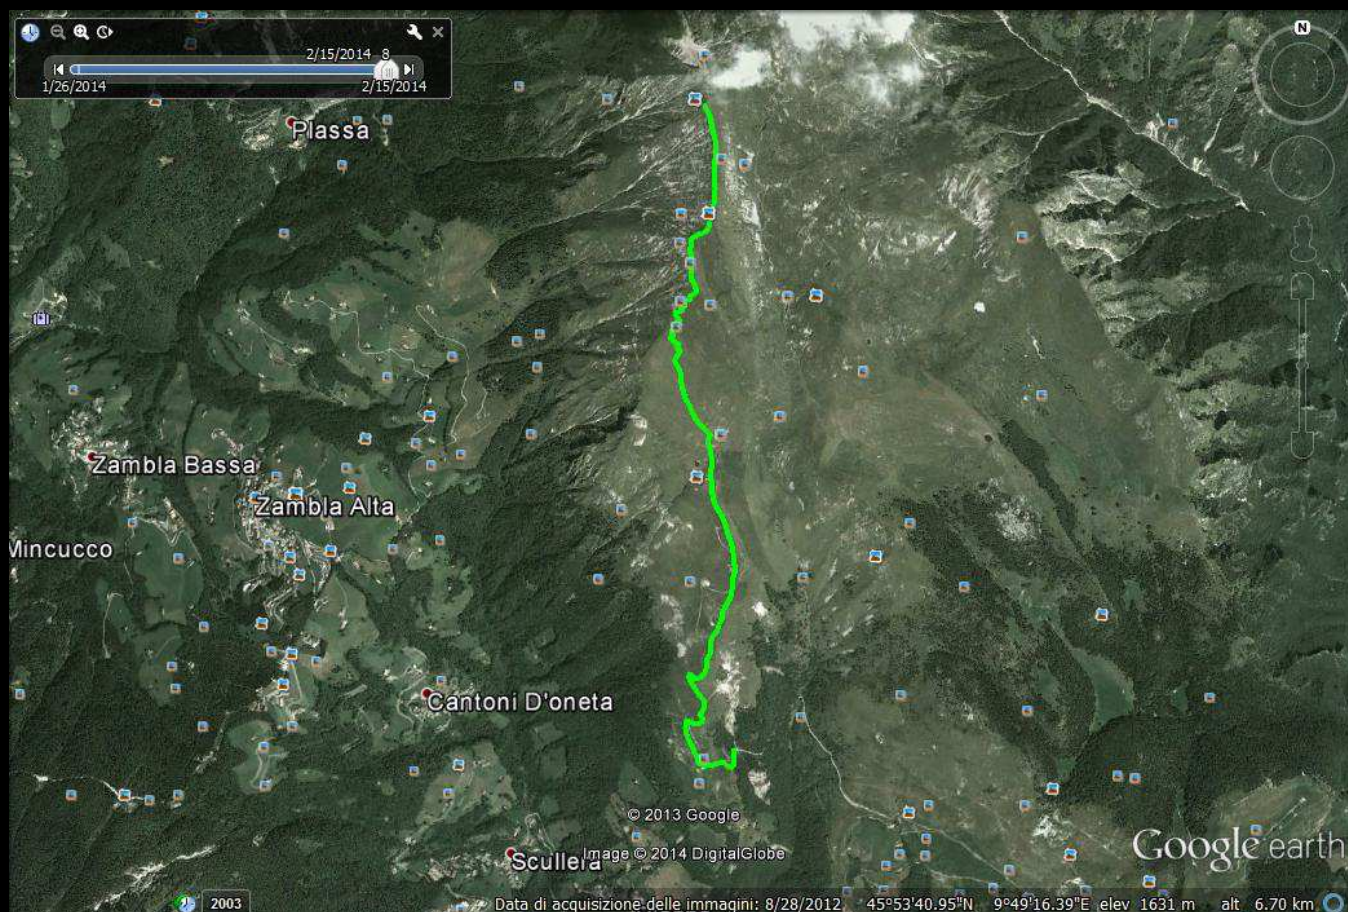 2/15/2014 8
1/26/2014 2/15/2014
N
Plassa
Zambla Bassa
Zambla Alta
Mincucco
Cantoni D'oneta
© 2013 Google
Scullera
Image © 2014 DigitalGlobe
Google earth
2003
Data di acquisizione delle immagini: 8/28/2012 45°53'40.95"N 9°49'16.39"E elev 1631 m alt 6.70 km